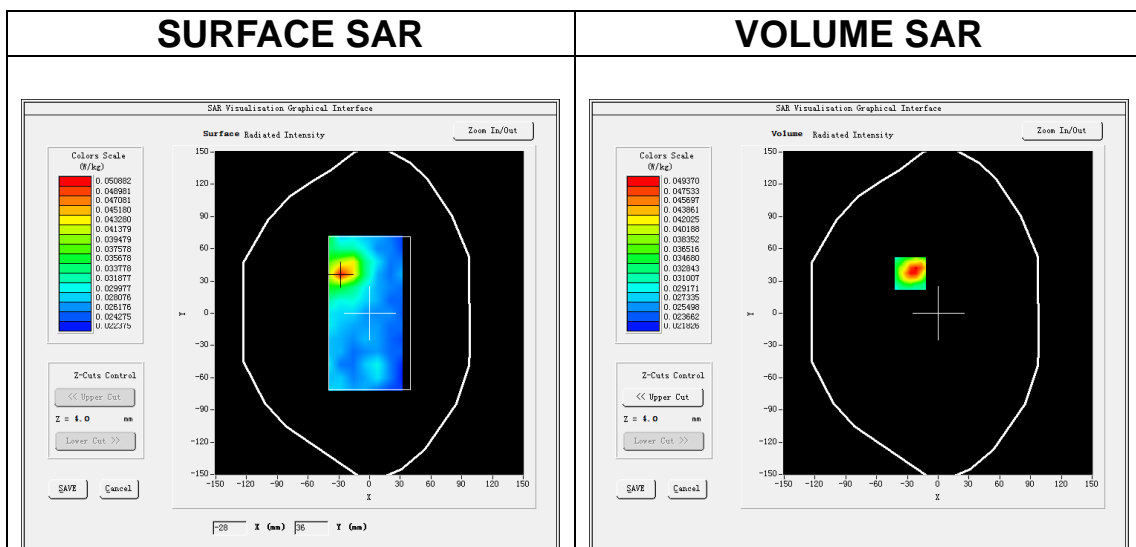 SURFACE SAR
SAR Visualisation Graphical Interface
Surface Radiated Intensity
Zoom In/Out
Colors Scale
(W/kg)
0.050882
0.048981
0.047081
0.045180
0.043280
0.041379
0.039479
0.037578
0.035678
0.033778
0.031877
0.029977
0.028076
0.026176
0.024275
0.022375
150
120
90
60
30
0
-30
-60
-90
-120
-150
Y
-150 -120 -90 -60 -30 0 30 60 90 120 150
X
Z-Cuts Control
<< Upper Cut
Z = 4.0 mm
Lower Cut >>
SAVE Cancel
-28 X (mm) 36 Y (mm)
VOLUME SAR
SAR Visualisation Graphical Interface
Volume Radiated Intensity
Zoom In/Out
Colors Scale
(W/kg)
0.049370
0.047533
0.045697
0.043861
0.042025
0.040188
0.038352
0.036516
0.034680
0.032843
0.031007
0.029171
0.027335
0.025498
0.023662
0.021826
150
120
90
60
30
0
-30
-60
-90
-120
-150
Y
-150 -120 -90 -60 -30 0 30 60 90 120 150
X
Z-Cuts Control
<< Upper Cut
Z = 4.0 mm
Lower Cut >>
SAVE Cancel